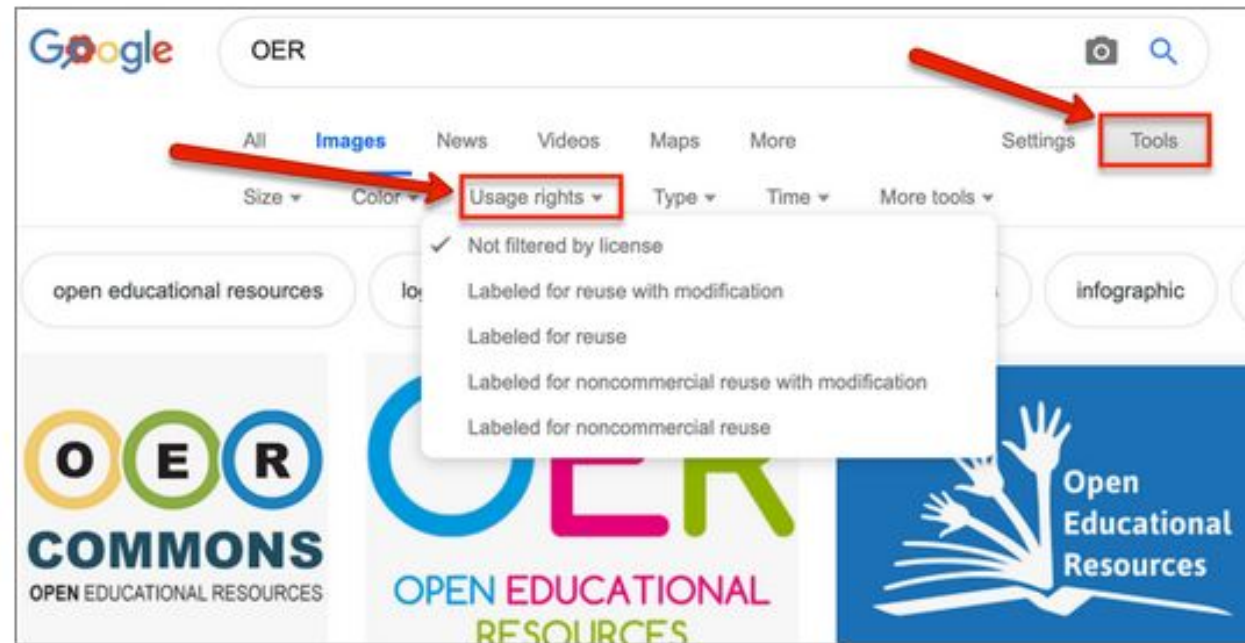 Google
OER
All Images News Videos Maps More Settings Tools
Size Color Usage rights Type Time More tools
Not filtered by license
Labeled for reuse with modification
Labeled for reuse
Labeled for noncommercial reuse with modification
Labeled for noncommercial reuse
open educational resources
infographic
OER
COMMONS
OPEN EDUCATIONAL RESOURCES
OER
OPEN EDUCATIONAL
RESOURCES
Open
Educational
Resources